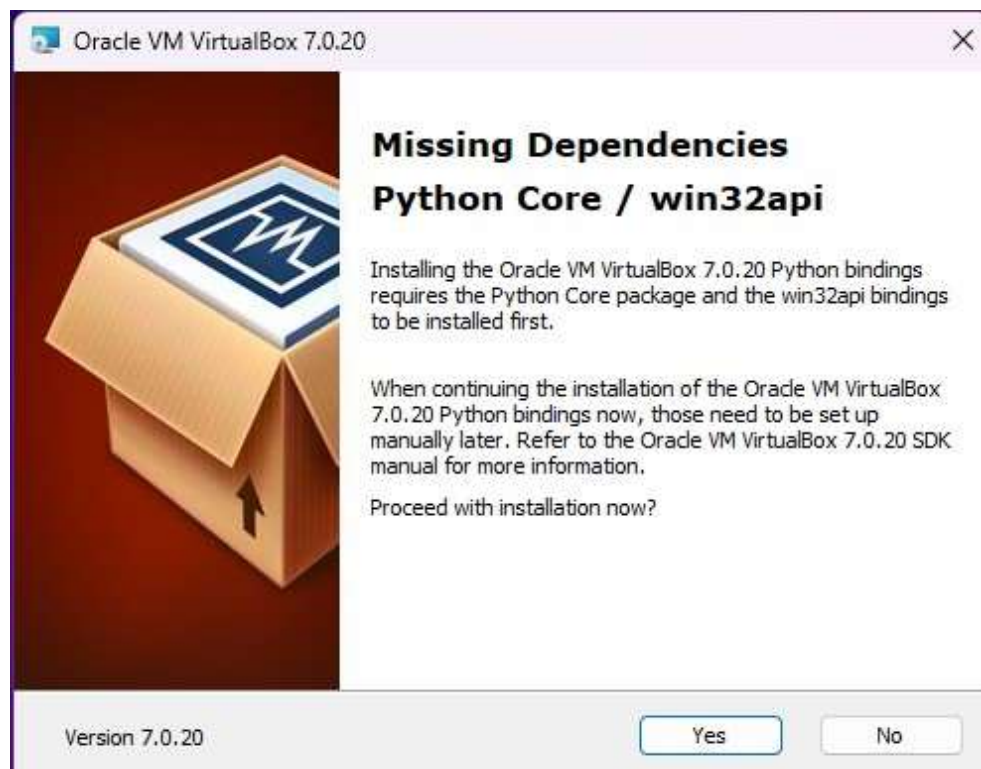 Oracle VM VirtualBox 7.0.20
Missing Dependencies
Python Core / win32api
Installing the Oracle VM VirtualBox 7.0.20 Python bindings
requires the Python Core package and the win32api bindings
to be installed first.
When continuing the installation of the Oracle VM VirtualBox
7.0.20 Python bindings now, those need to be set up
manually later. Refer to the Oracle VM VirtualBox 7.0.20 SDK
manual for more information.
Proceed with installation now?
Version 7.0.20
Yes
No